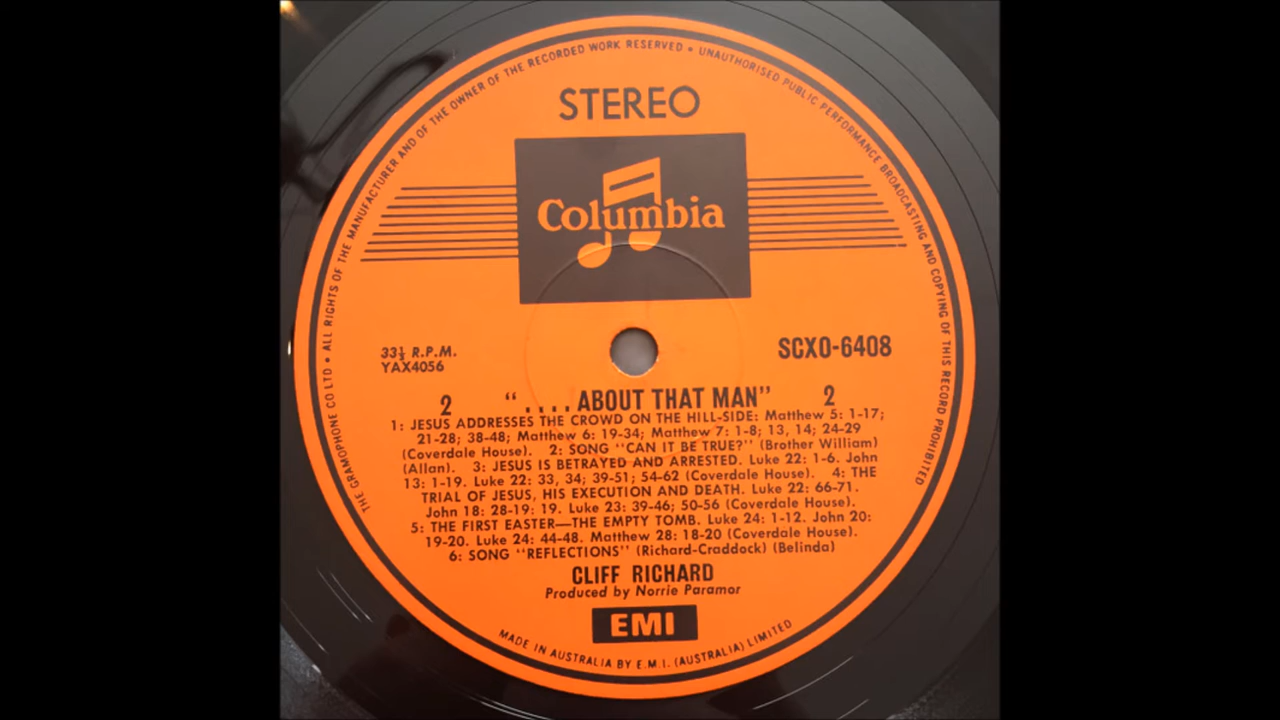 THE GRAMOPHONE CO LTD • ALL RIGHTS OF THE MANUFACTURER AND OF THE OWNER OF THE RECORDED WORK RESERVED • UNAUTHORISED PUBLIC PERFORMANCE BROADCASTING AND COPYING OF THIS RECORD PROHIBITED
STEREO
Columbia
33⅓ R.P.M.
YAX4056
SCXO-6408
2 "....ABOUT THAT MAN" 2
1: JESUS ADDRESSES THE CROWD ON THE HILL-SIDE: Matthew 5: 1-17;
21-28; 38-48; Matthew 6: 19-34; Matthew 7: 1-8; 13, 14; 24-29
(Coverdale House). 2: SONG "CAN IT BE TRUE?" (Brother William)
(Allan). 3: JESUS IS BETRAYED AND ARRESTED. Luke 22: 1-6. John
13: 1-19. Luke 22: 33, 34; 39-51; 54-62 (Coverdale House). 4: THE
TRIAL OF JESUS, HIS EXECUTION AND DEATH. Luke 22: 66-71.
John 18: 28-19: 19. Luke 23: 39-46; 50-56 (Coverdale House).
5: THE FIRST EASTER—THE EMPTY TOMB. Luke 24: 1-12. John 20:
19-20. Luke 24: 44-48. Matthew 28: 18-20 (Coverdale House).
6: SONG "REFLECTIONS" (Richard-Craddock) (Belinda)
CLIFF RICHARD
Produced by Norrie Paramor
EMI
MADE IN AUSTRALIA BY E.M.I. (AUSTRALIA) LIMITED